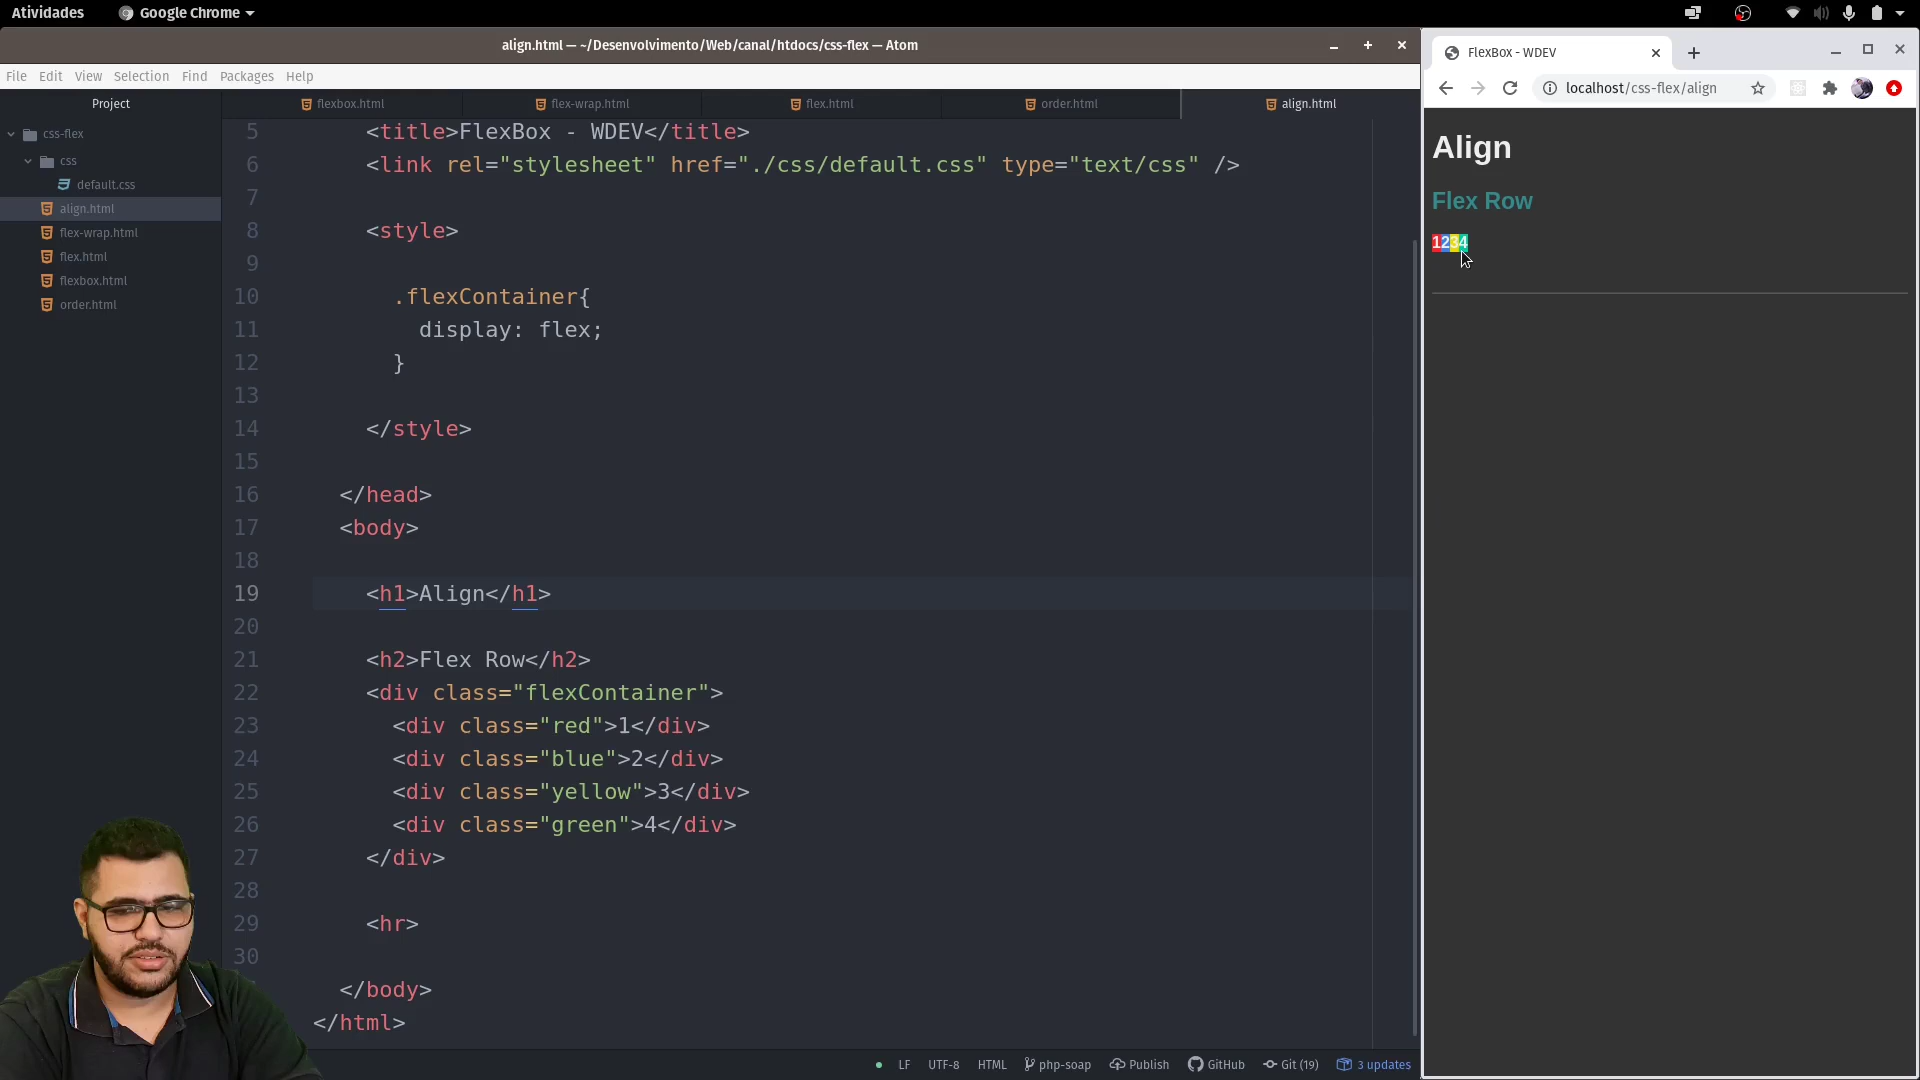 Atividades
Google Chrome
align.html — ~/Desenvolvimento/Web/canal/htdocs/css-flex — Atom
File Edit View Selection Find Packages Help
Project
css-flex
css
default.css
align.html
flex-wrap.html
flex.html
flexbox.html
order.html
flexbox.html
flex-wrap.html
flex.html
order.html
align.html
5 <title>FlexBox - WDEV</title>
6 <link rel="stylesheet" href="./css/default.css" type="text/css" />
7
8 <style>
9
10 .flexContainer{
11 display: flex;
12 }
13
14 </style>
15
16 </head>
17 <body>
18
19 <h1>Align</h1>
20
21 <h2>Flex Row</h2>
22 <div class="flexContainer">
23 <div class="red">1</div>
24 <div class="blue">2</div>
25 <div class="yellow">3</div>
26 <div class="green">4</div>
27 </div>
28
29 <hr>
30
</body>
</html>
LF UTF-8 HTML php-soap Publish GitHub Git (19) 3 updates
FlexBox - WDEV
localhost/css-flex/align
Align
Flex Row
1234